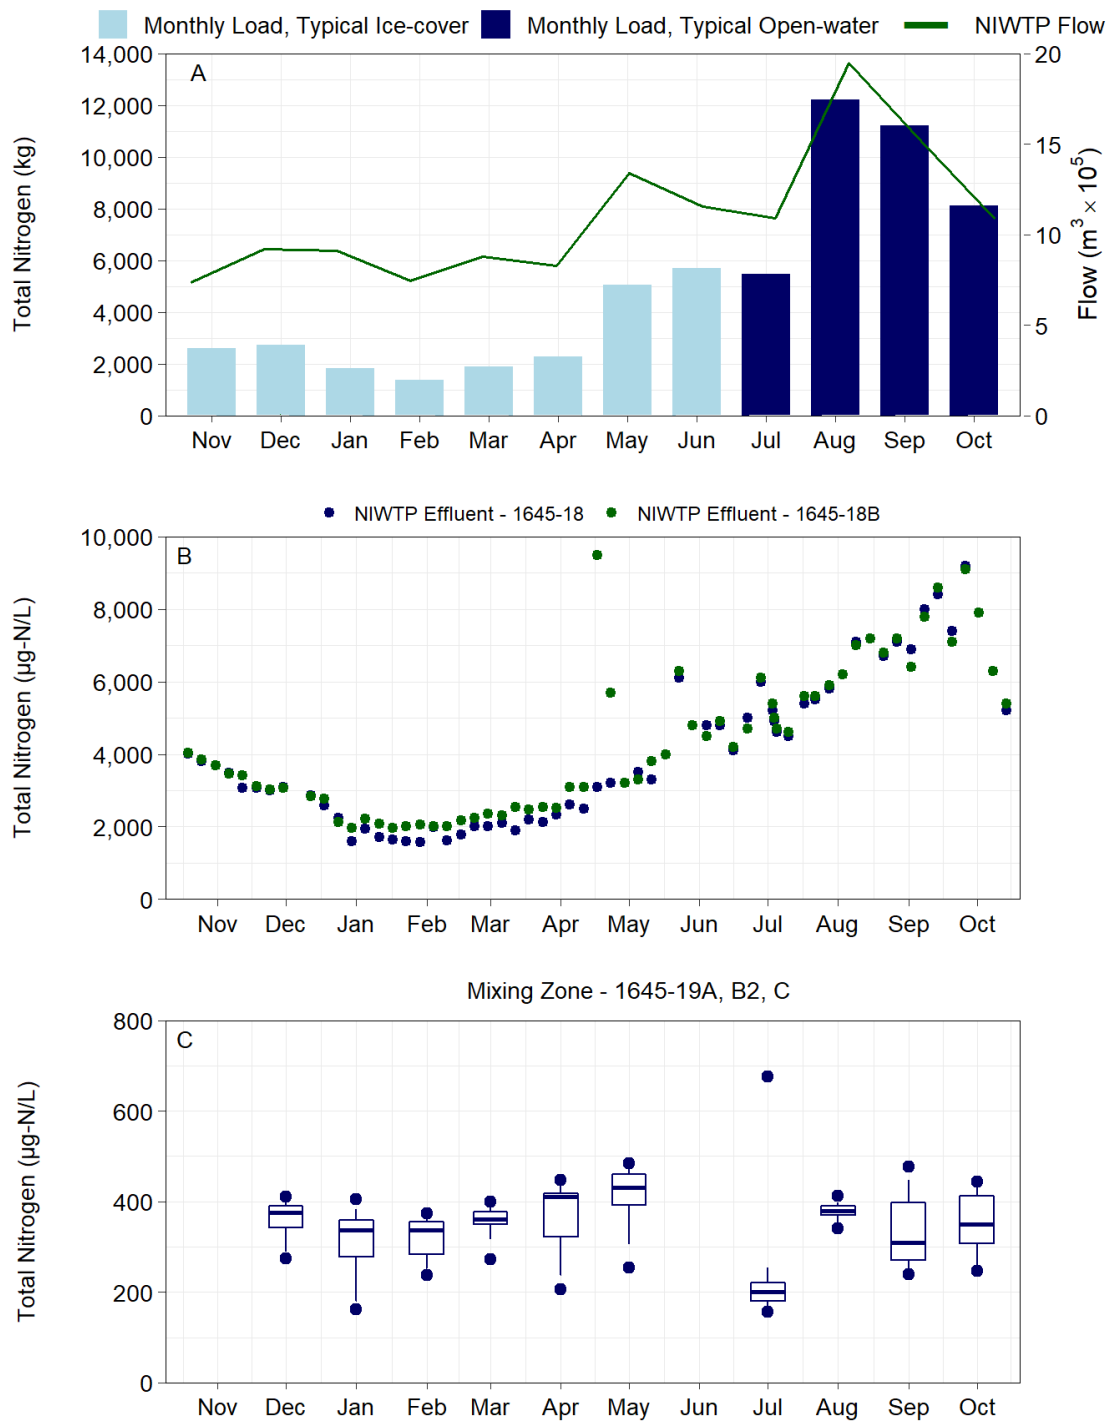 Monthly Load, Typical Ice-cover Monthly Load, Typical Open-water NIWTP Flow
A
14,000
12,000
10,000
8,000
6,000
4,000
2,000
0
Total Nitrogen (kg)
20
15
10
5
0
Flow (m³ × 10⁵)
Nov Dec Jan Feb Mar Apr May Jun Jul Aug Sep Oct
NIWTP Effluent - 1645-18 NIWTP Effluent - 1645-18B
B
10,000
8,000
6,000
4,000
2,000
0
Total Nitrogen (µg-N/L)
Nov Dec Jan Feb Mar Apr May Jun Jul Aug Sep Oct
Mixing Zone - 1645-19A, B2, C
C
800
600
400
200
0
Total Nitrogen (µg-N/L)
Nov Dec Jan Feb Mar Apr May Jun Jul Aug Sep Oct